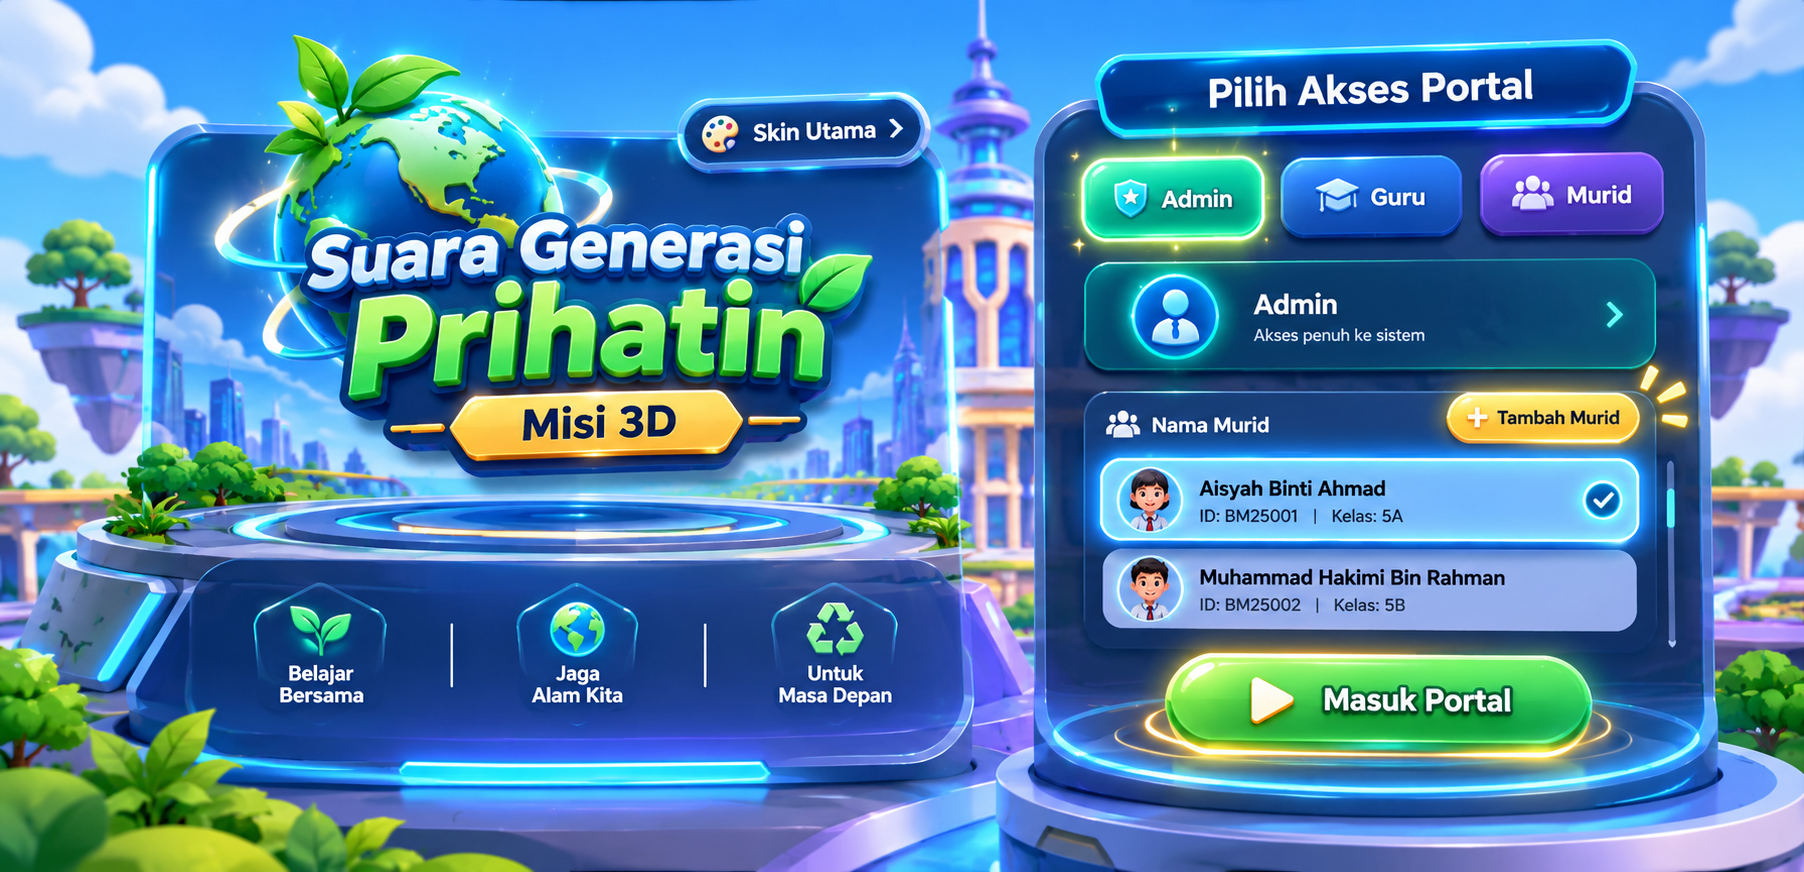 Skin Utama
Suara Generasi
Prihatin
Misi 3D
Belajar
Bersama
Jaga
Alam Kita
Untuk
Masa Depan
Pilih Akses Portal
Admin
Guru
Murid
Admin
Akses penuh ke sistem
Nama Murid
+ Tambah Murid
Aisyah Binti Ahmad
ID: BM25001 | Kelas: 5A
Muhammad Hakimi Bin Rahman
ID: BM25002 | Kelas: 5B
Masuk Portal